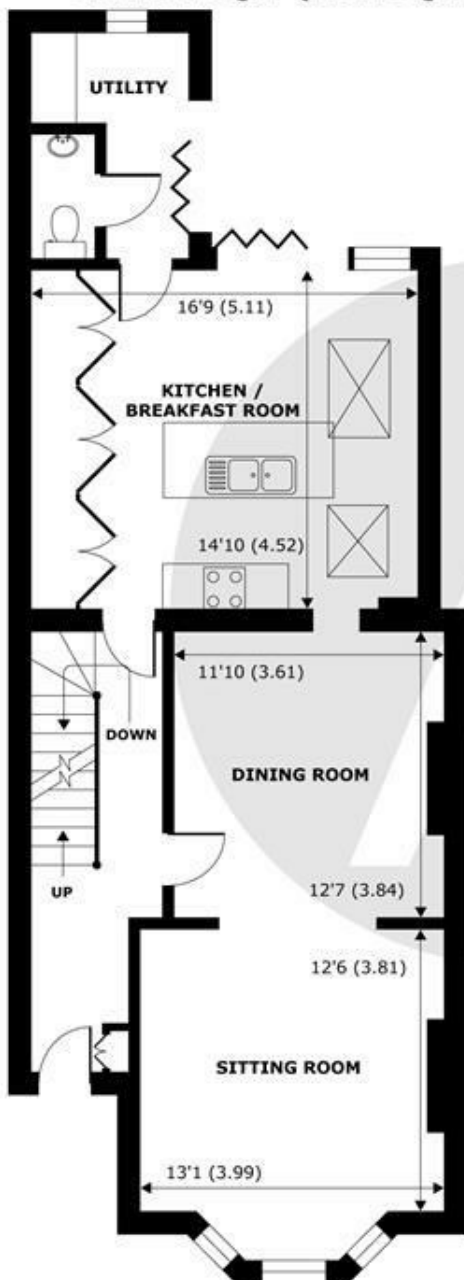 UTILITY
16'9 (5.11)
KITCHEN /
BREAKFAST ROOM
14'10 (4.52)
11'10 (3.61)
DOWN
DINING ROOM
UP
12'7 (3.84)
12'6 (3.81)
SITTING ROOM
13'1 (3.99)